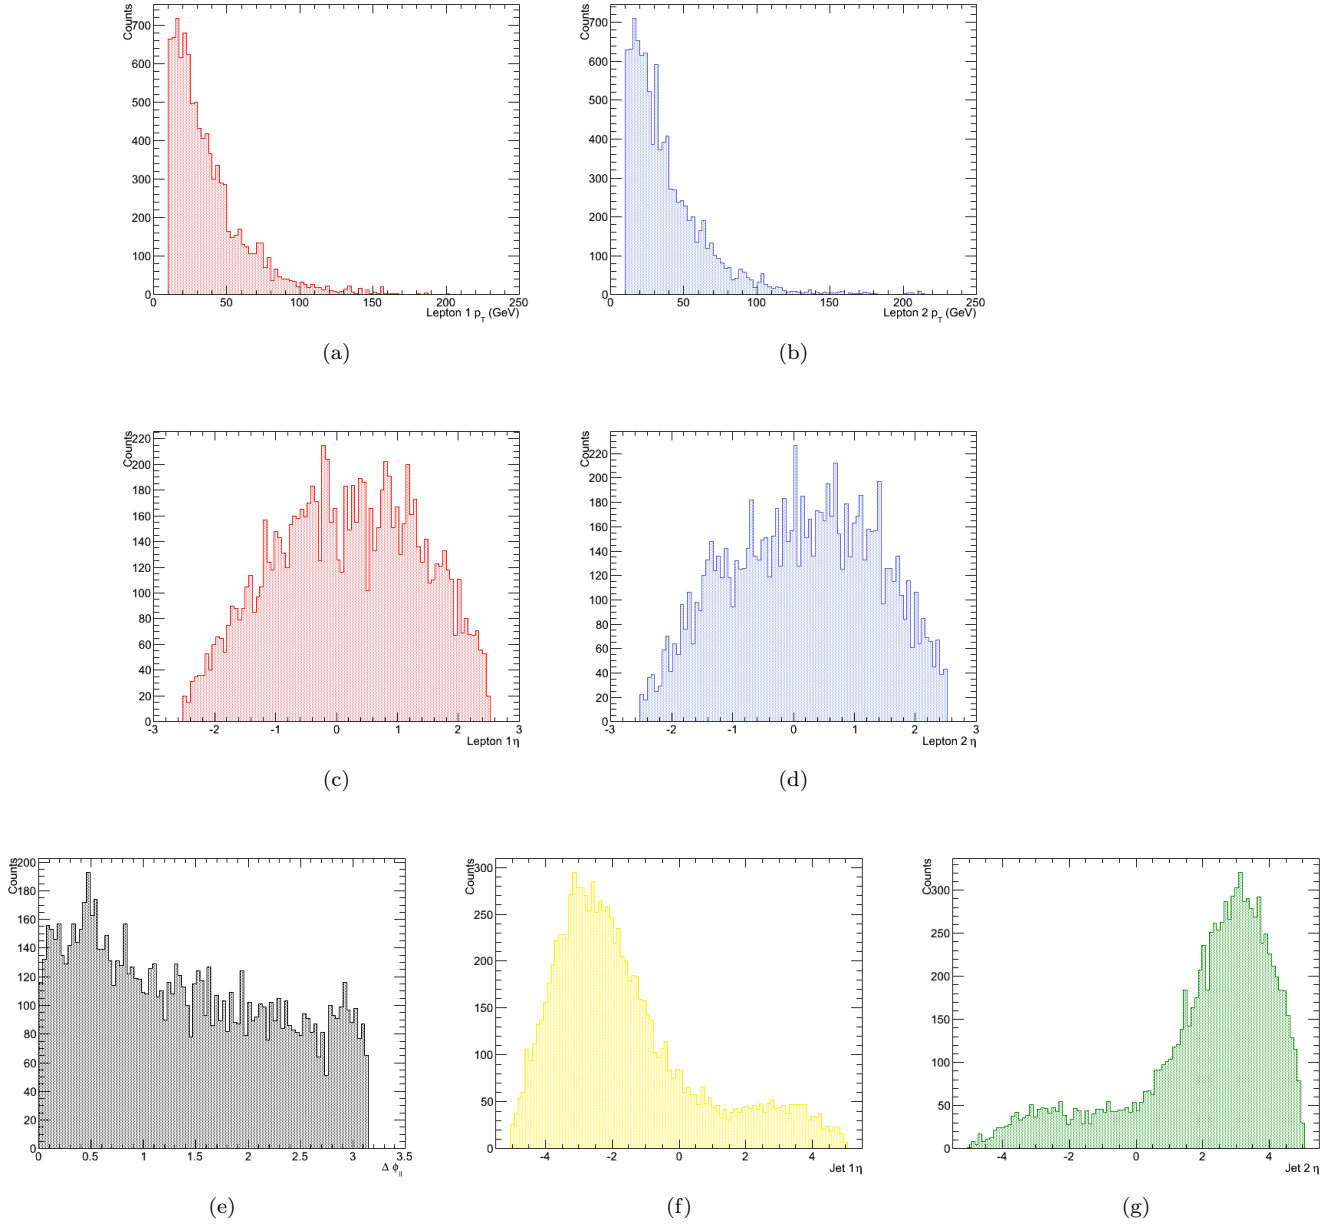 Counts
700
600
500
400
300
200
100
0
0 50 100 150 200 250
Lepton 1 p_T (GeV)
(a)
Counts
700
600
500
400
300
200
100
0
0 50 100 150 200 250
Lepton 2 p_T (GeV)
(b)
Counts
220
200
180
160
140
120
100
80
60
40
20
0
-3 -2 -1 0 1 2 3
Lepton 1 η
(c)
Counts
220
200
180
160
140
120
100
80
60
40
20
0
-3 -2 -1 0 1 2 3
Lepton 2 η
(d)
Counts
200
180
160
140
120
100
80
60
40
20
0
0 0.5 1 1.5 2 2.5 3 3.5
Δ ϕ_ll
(e)
Counts
300
250
200
150
100
50
0
-4 -2 0 2 4
Jet 1 η
(f)
Counts
300
250
200
150
100
50
0
-4 -2 0 2 4
Jet 2 η
(g)